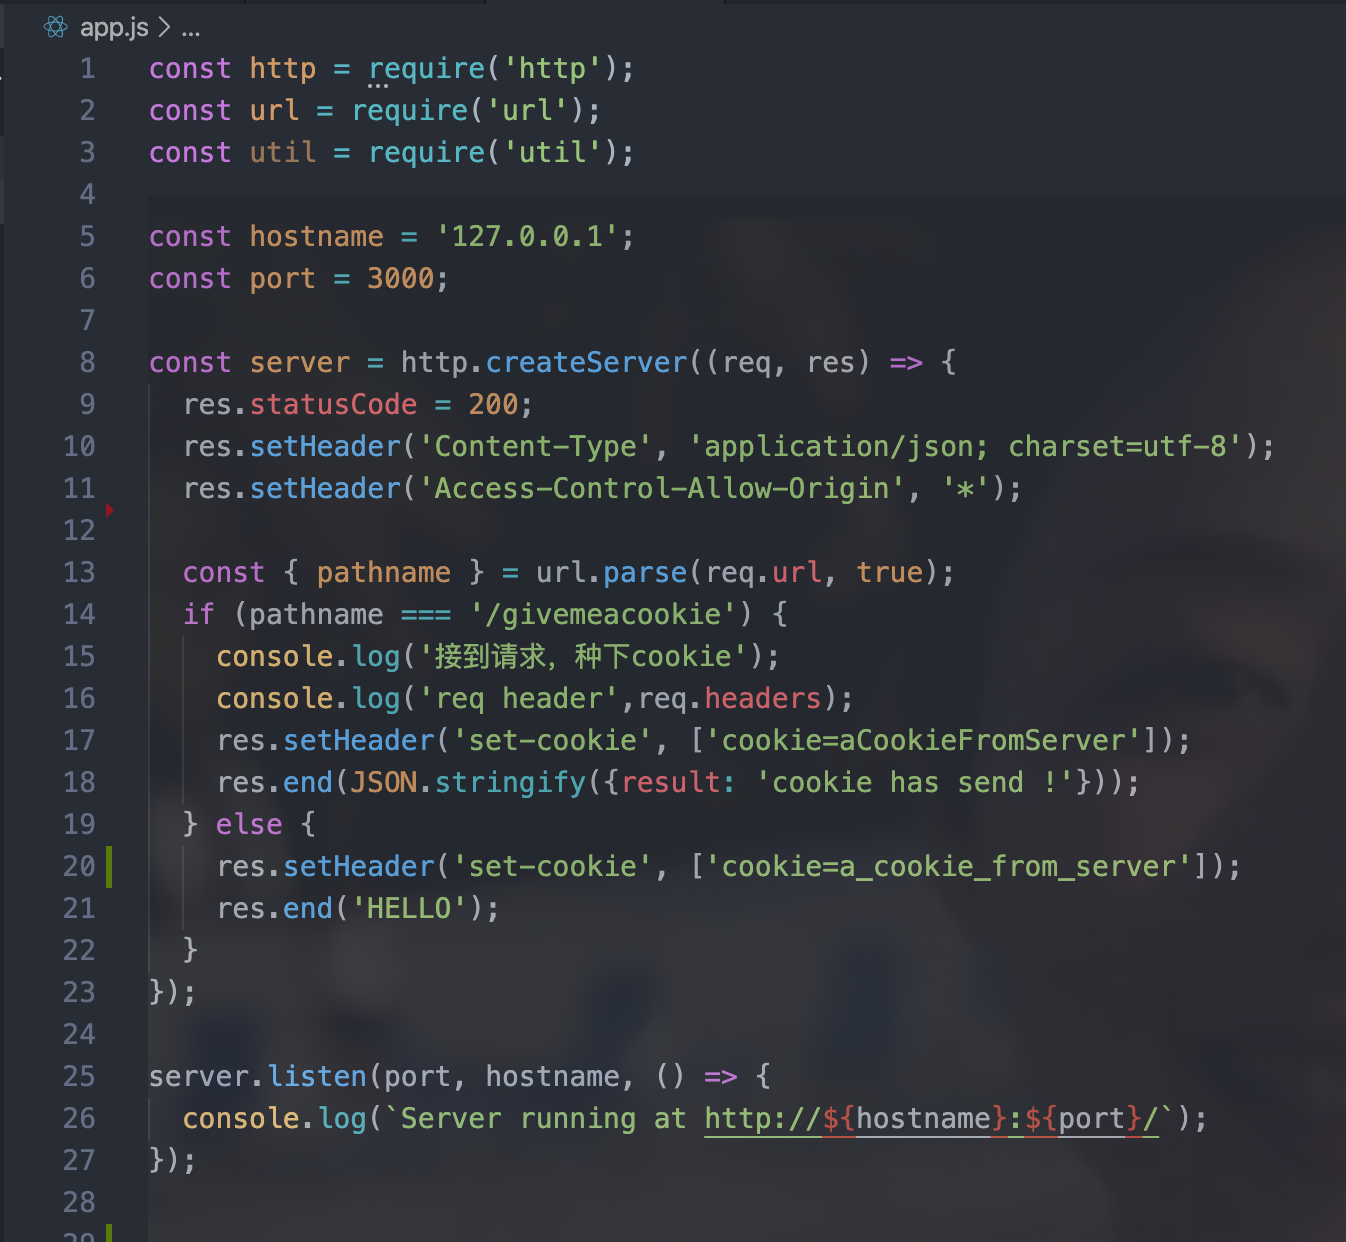 app.js > ...
1 const http = require('http');
2 const url = require('url');
3 const util = require('util');
4
5 const hostname = '127.0.0.1';
6 const port = 3000;
7
8 const server = http.createServer((req, res) => {
9 res.statusCode = 200;
10 res.setHeader('Content-Type', 'application/json; charset=utf-8');
11 res.setHeader('Access-Control-Allow-Origin', '*');
12
13 const { pathname } = url.parse(req.url, true);
14 if (pathname === '/givemeacookie') {
15 console.log('接到请求，种下cookie');
16 console.log('req header',req.headers);
17 res.setHeader('set-cookie', ['cookie=aCookieFromServer']);
18 res.end(JSON.stringify({result: 'cookie has send !'}));
19 } else {
20 res.setHeader('set-cookie', ['cookie=a_cookie_from_server']);
21 res.end('HELLO');
22 }
23 });
24
25 server.listen(port, hostname, () => {
26 console.log(`Server running at http://${hostname}:${port}/`);
27 });
28
29